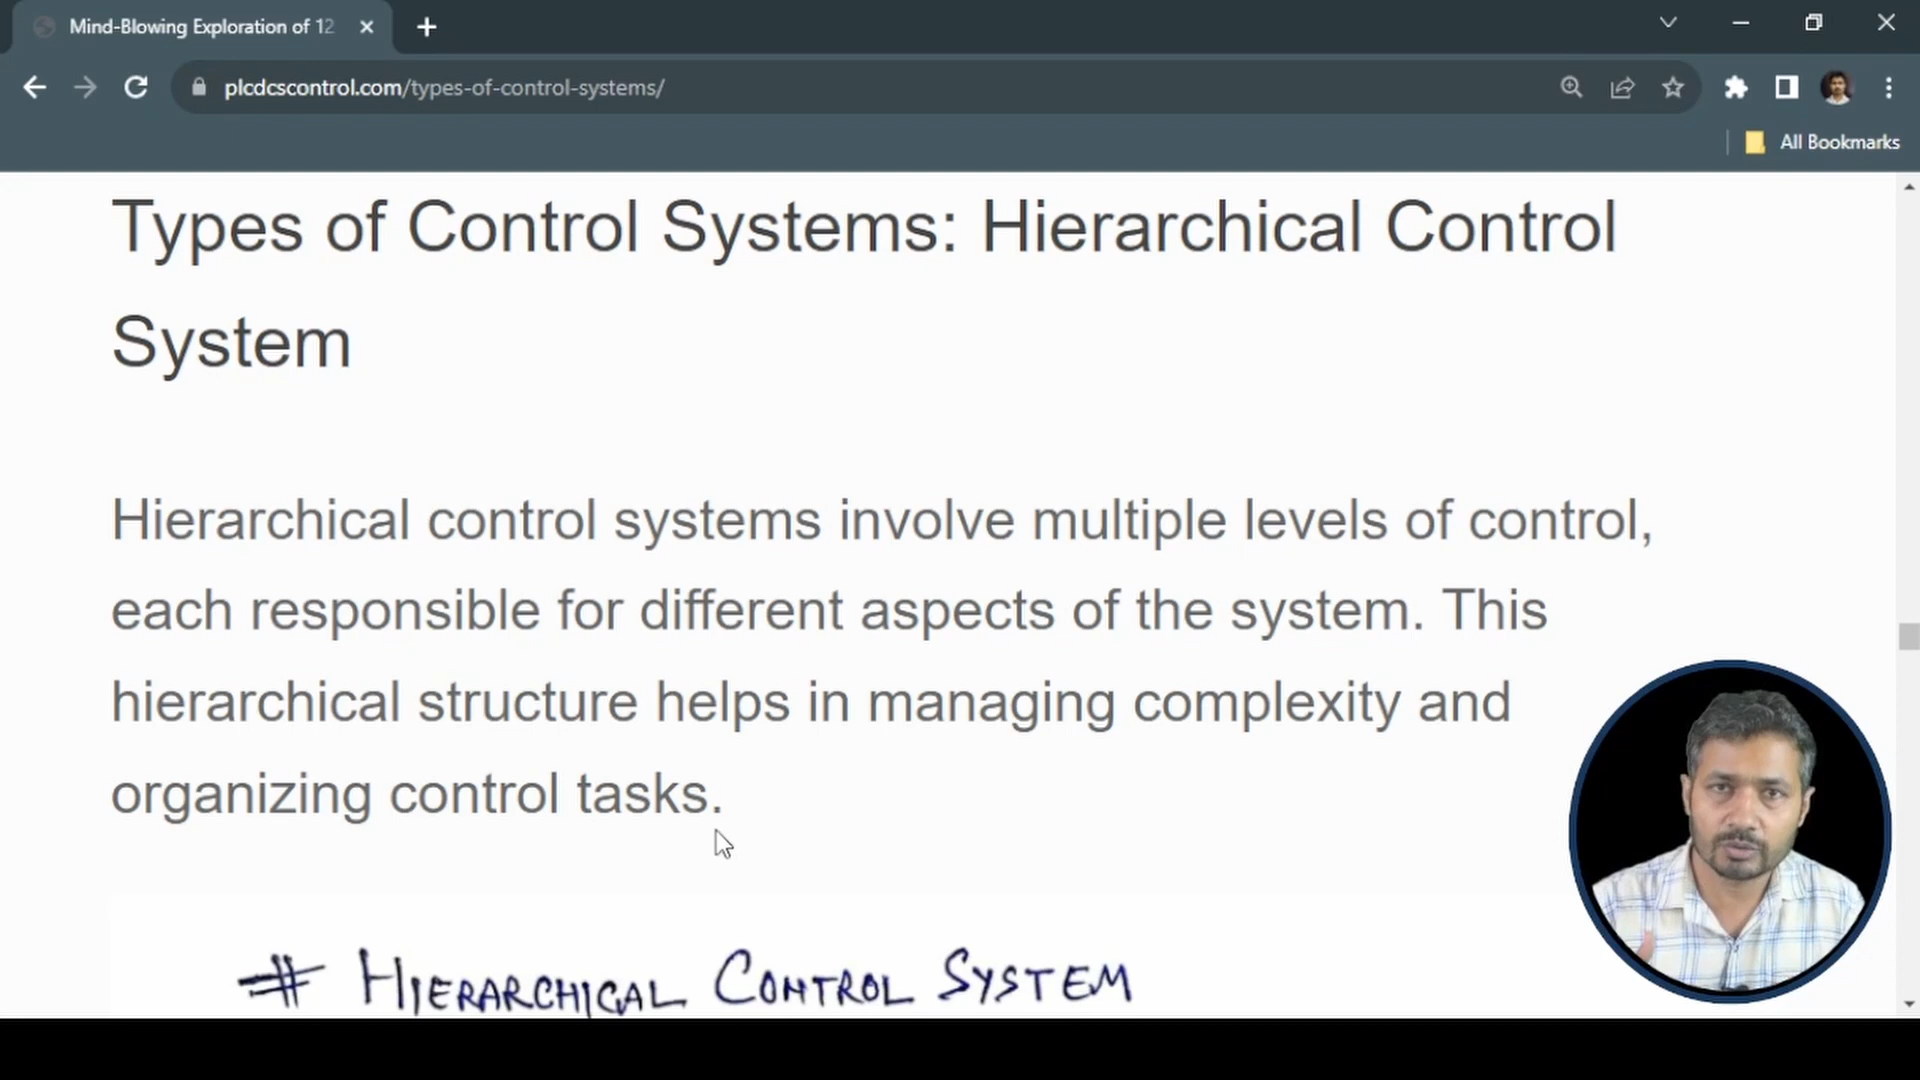 Mind-Blowing Exploration of 12
plcdcscontrol.com/types-of-control-systems/
All Bookmarks
Types of Control Systems: Hierarchical Control
System
Hierarchical control systems involve multiple levels of control,
each responsible for different aspects of the system. This
hierarchical structure helps in managing complexity and
organizing control tasks.
# HIERARCHICAL CONTROL SYSTEM